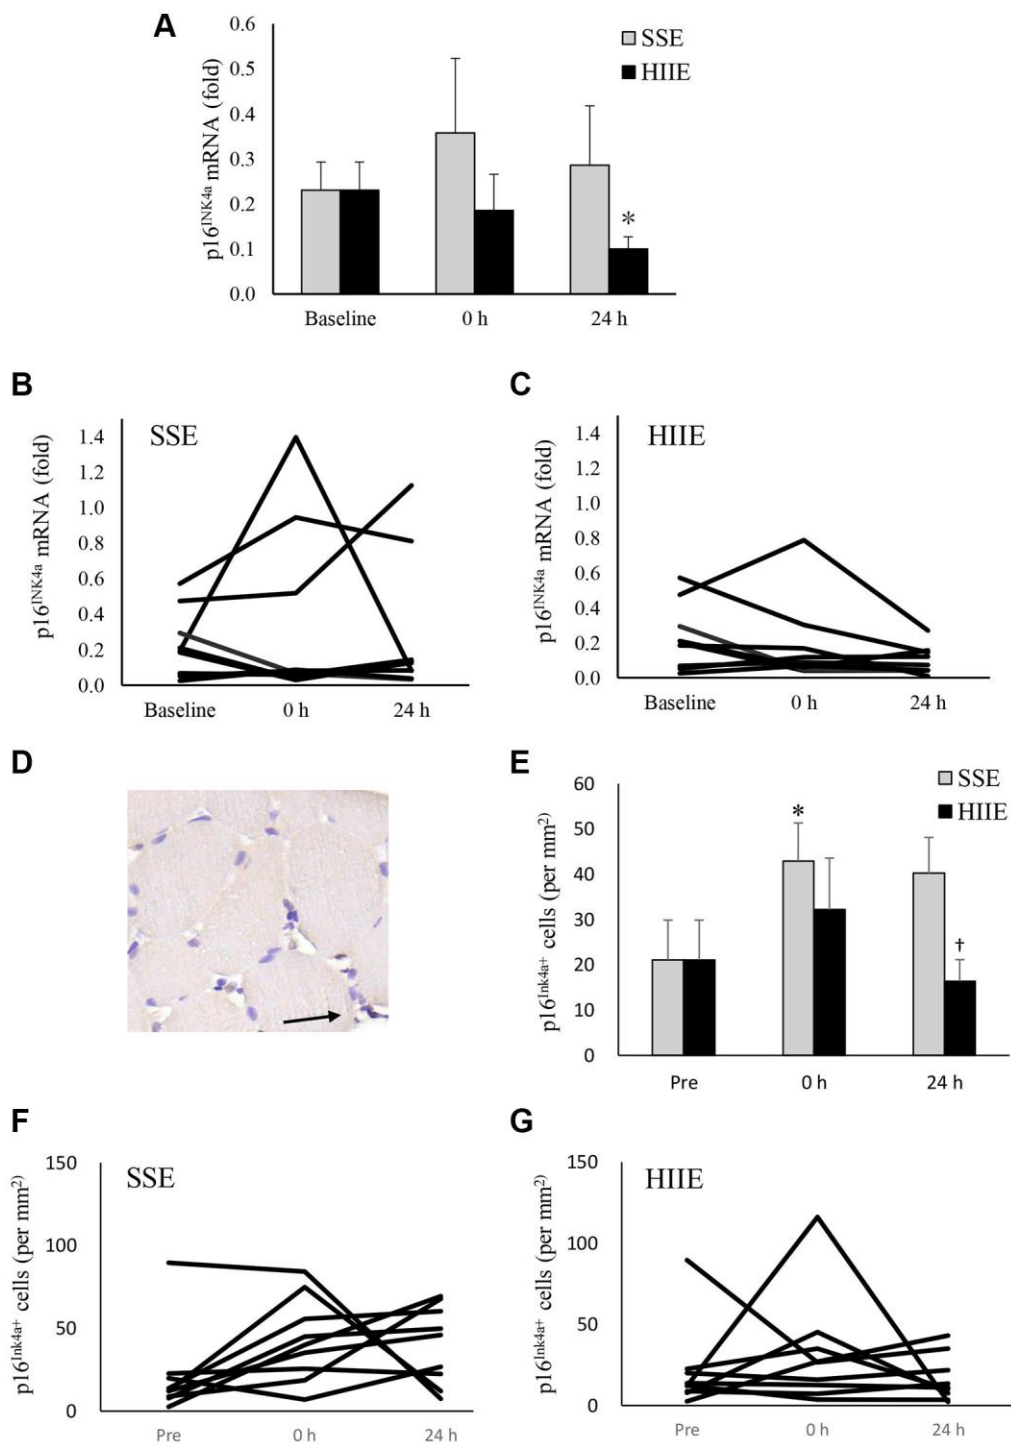 A
p16INK4a mRNA (fold)
0.6
0.5
0.4
0.3
0.2
0.1
0.0
SSE
HIIE
*
Baseline 0 h 24 h
B
p16INK4a mRNA (fold)
SSE
1.4
1.2
1.0
0.8
0.6
0.4
0.2
0.0
Baseline 0 h 24 h
C
p16INK4a mRNA (fold)
HIIE
1.4
1.2
1.0
0.8
0.6
0.4
0.2
0.0
Baseline 0 h 24 h
D
E
p16Ink4a+ cells (per mm2)
60
50
40
30
20
10
0
SSE
HIIE
*
†
Pre 0 h 24 h
F
p16Ink4a+ cells (per mm2)
SSE
150
100
50
0
Pre 0 h 24 h
G
p16Ink4a+ cells (per mm2)
HIIE
150
100
50
0
Pre 0 h 24 h